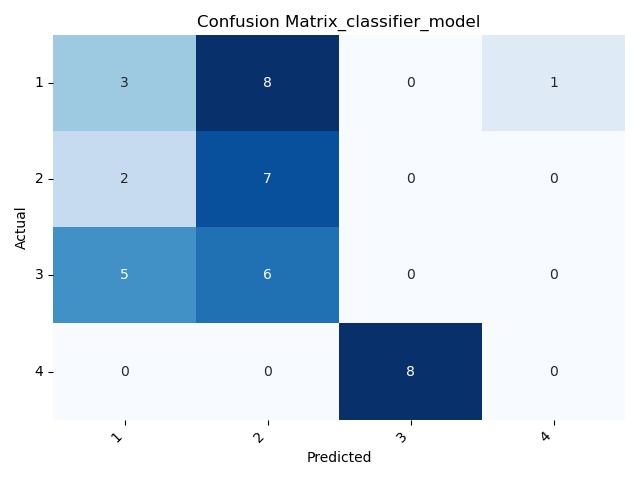 Confusion Matrix_classifier_model
1 3 8 0 1
2 2 7 0 0
3 5 6 0 0
4 0 0 8 0
Actual
1 2 3 4
Predicted